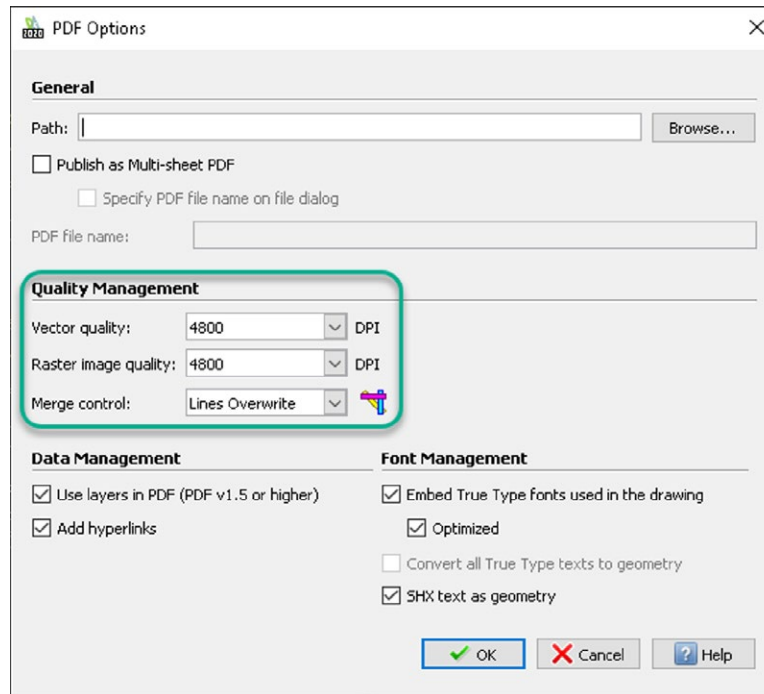 2020 PDF Options
General
Path: Browse...
Publish as Multi-sheet PDF
Specify PDF file name on file dialog
PDF file name:
Quality Management
Vector quality: 4800 DPI
Raster image quality: 4800 DPI
Merge control: Lines Overwrite
Data Management Font Management
Use layers in PDF (PDF v1.5 or higher) Embed True Type fonts used in the drawing
Add hyperlinks Optimized
Convert all True Type texts to geometry
SHX text as geometry
OK Cancel ? Help